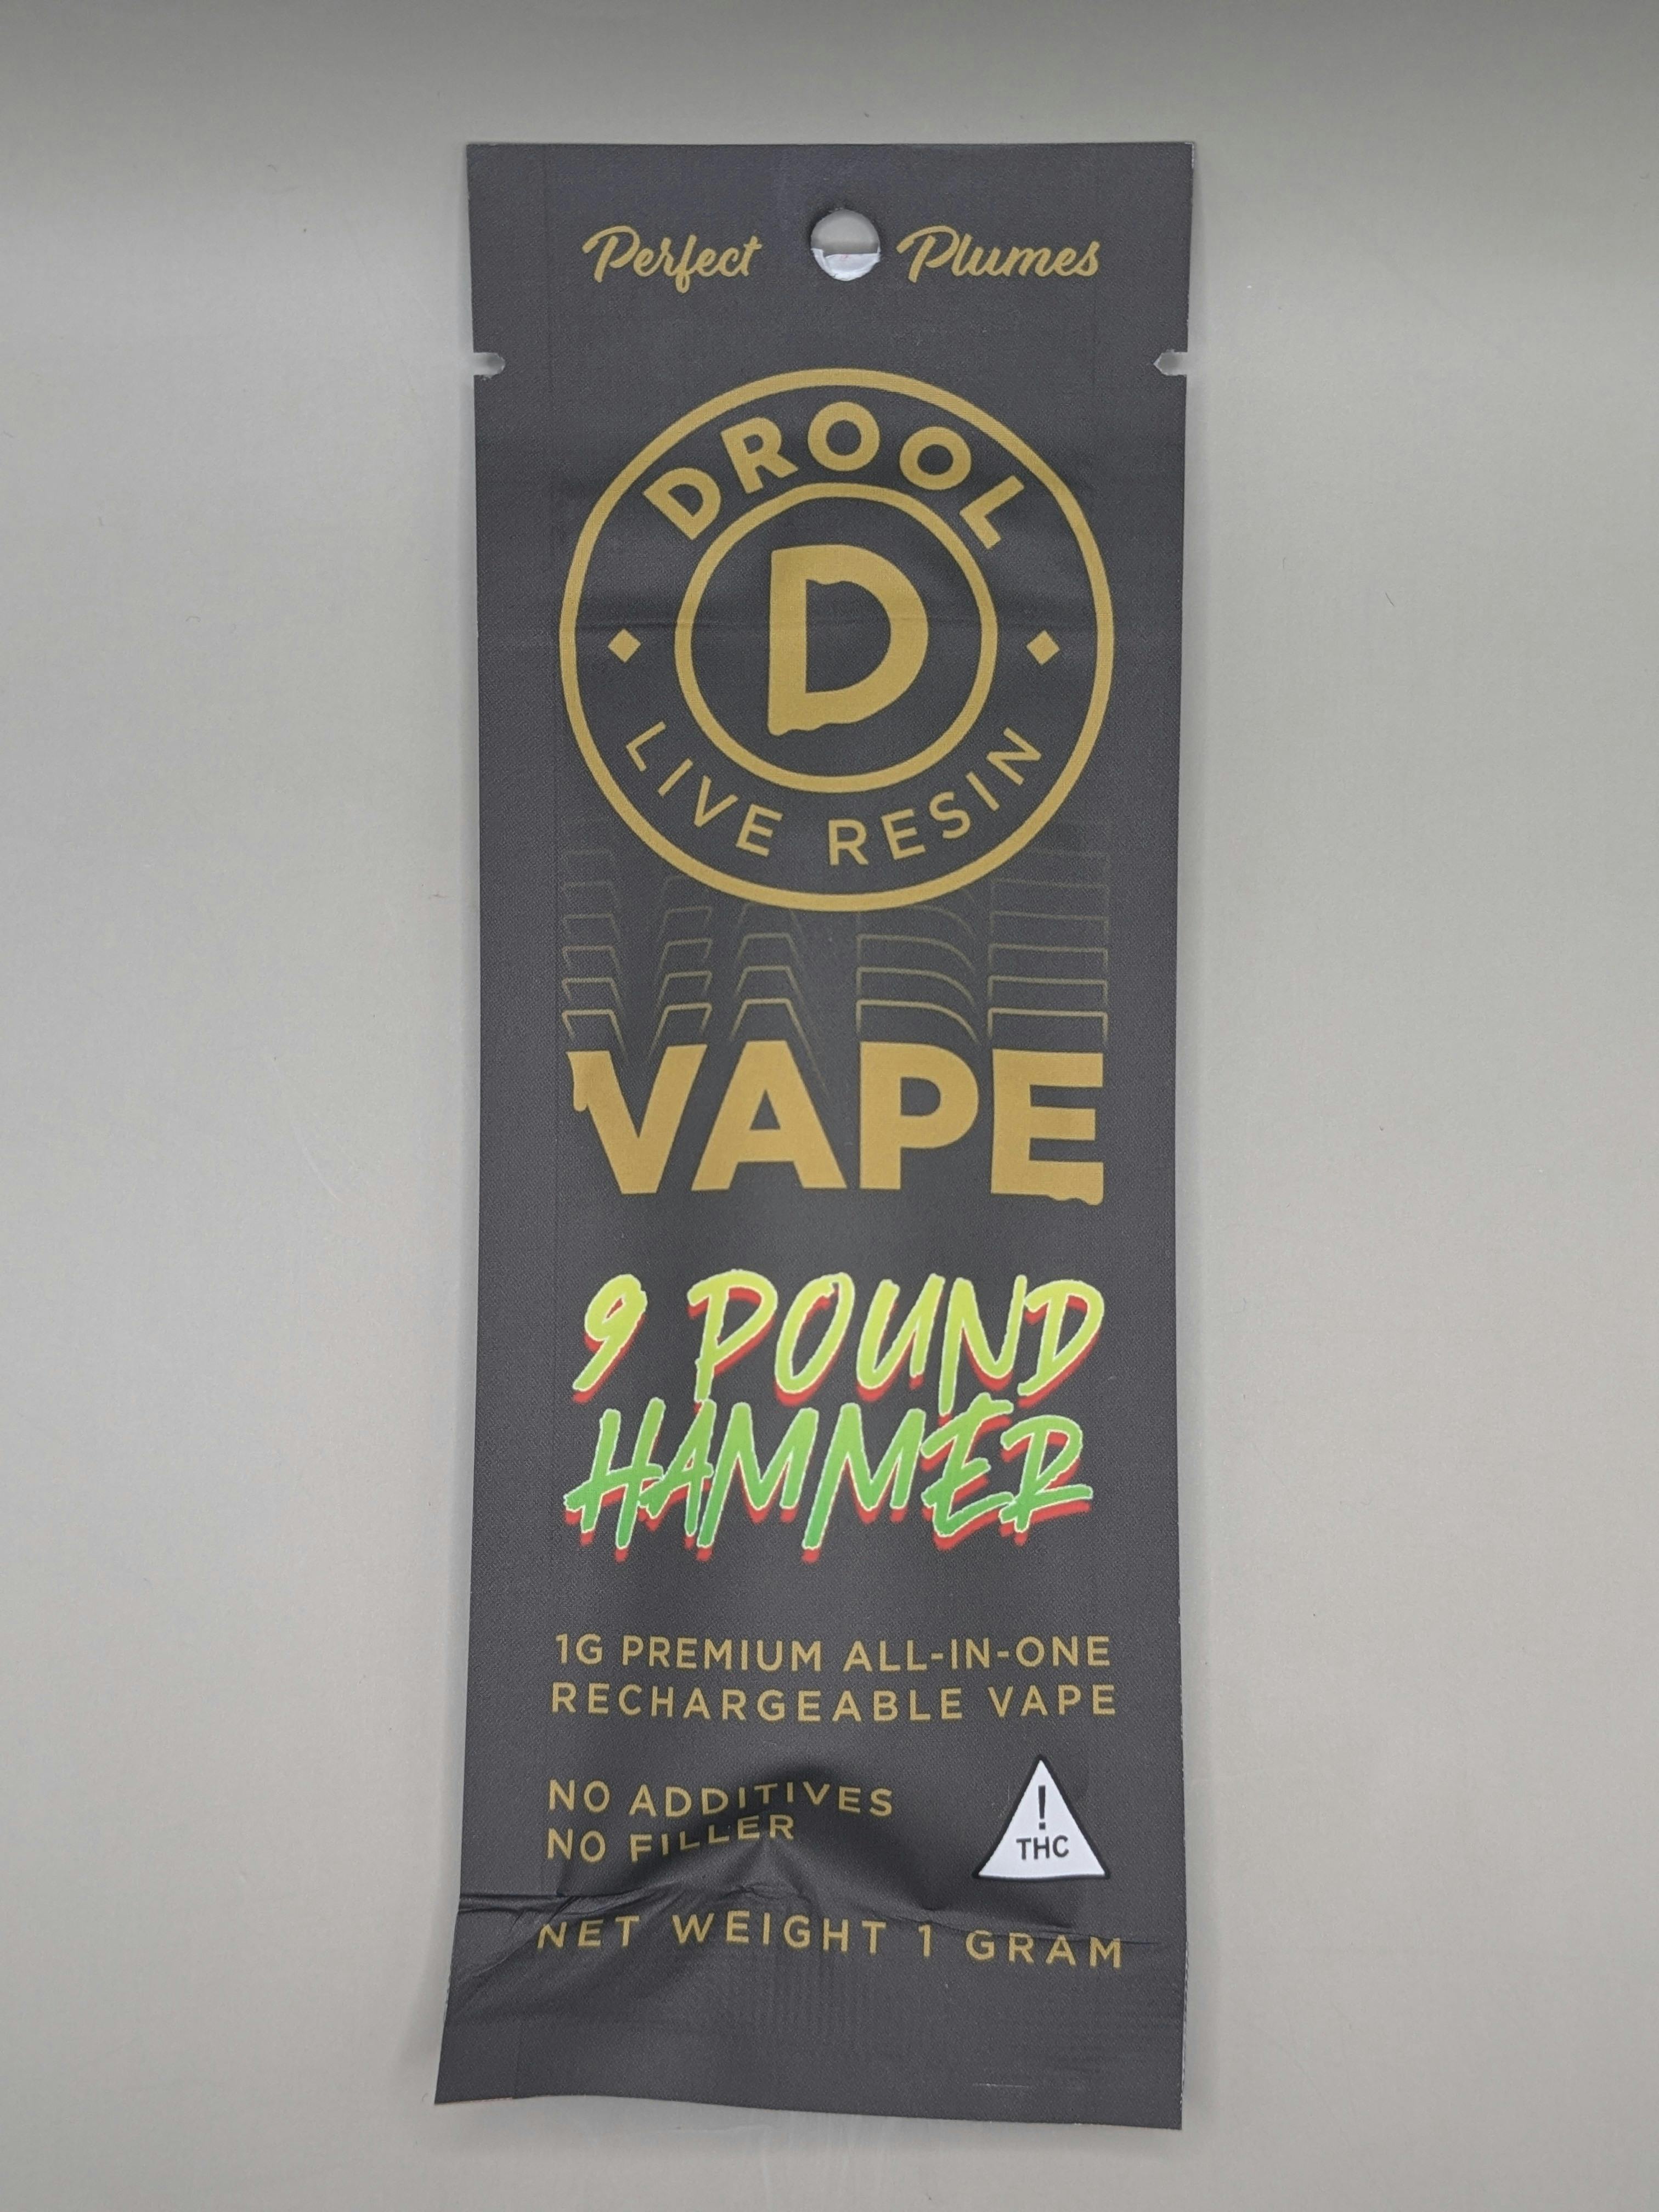 Perfect Plumes
DROOL
D
LIVE RESIN
VAPE
9 POUND
HAMMER
1G PREMIUM ALL-IN-ONE
RECHARGEABLE VAPE
NO ADDITIVES
NO FILLER
!
THC
NET WEIGHT 1 GRAM